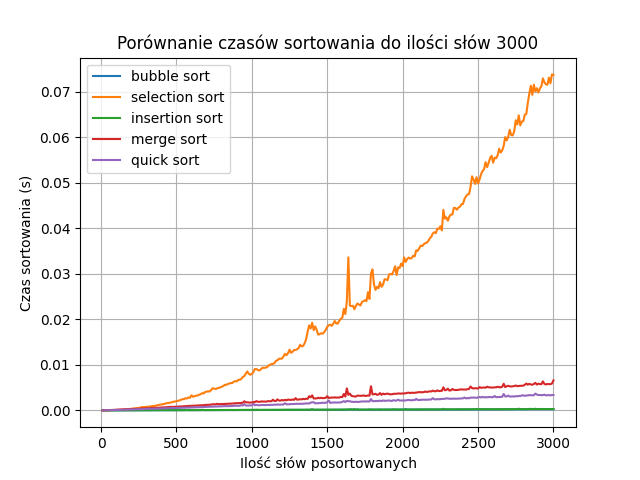 Porównanie czasów sortowania do ilości słów 3000
bubble sort
selection sort
insertion sort
merge sort
quick sort
Czas sortowania (s)
0.07
0.06
0.05
0.04
0.03
0.02
0.01
0.00
0 500 1000 1500 2000 2500 3000
Ilość słów posortowanych